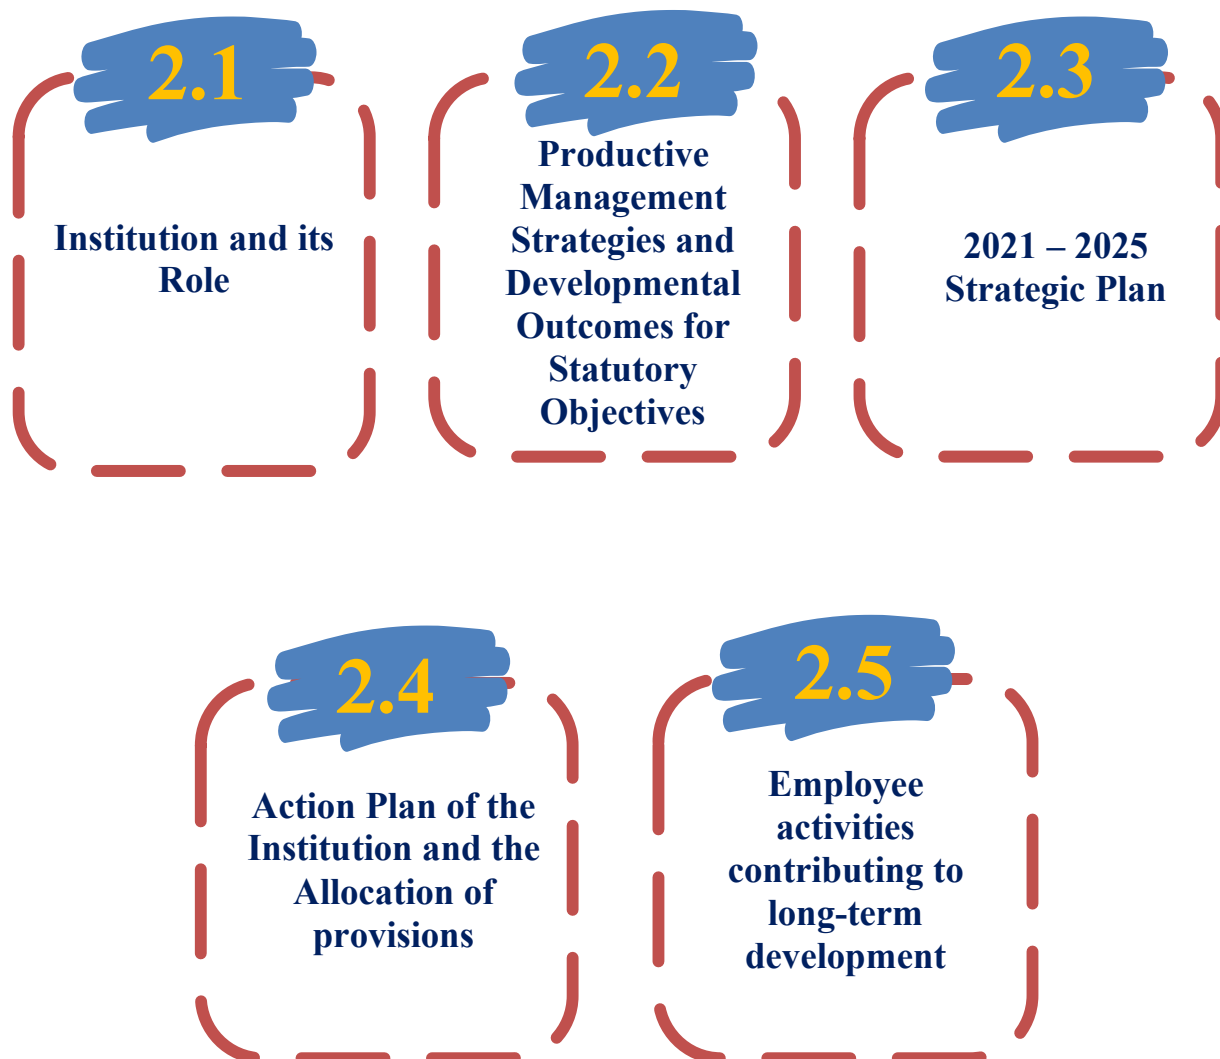 2.1
Institution and its
Role
2.2
Productive
Management
Strategies and
Developmental
Outcomes for
Statutory
Objectives
2.3
2021 – 2025
Strategic Plan
2.4
Action Plan of the
Institution and the
Allocation of
provisions
2.5
Employee
activities
contributing to
long-term
development